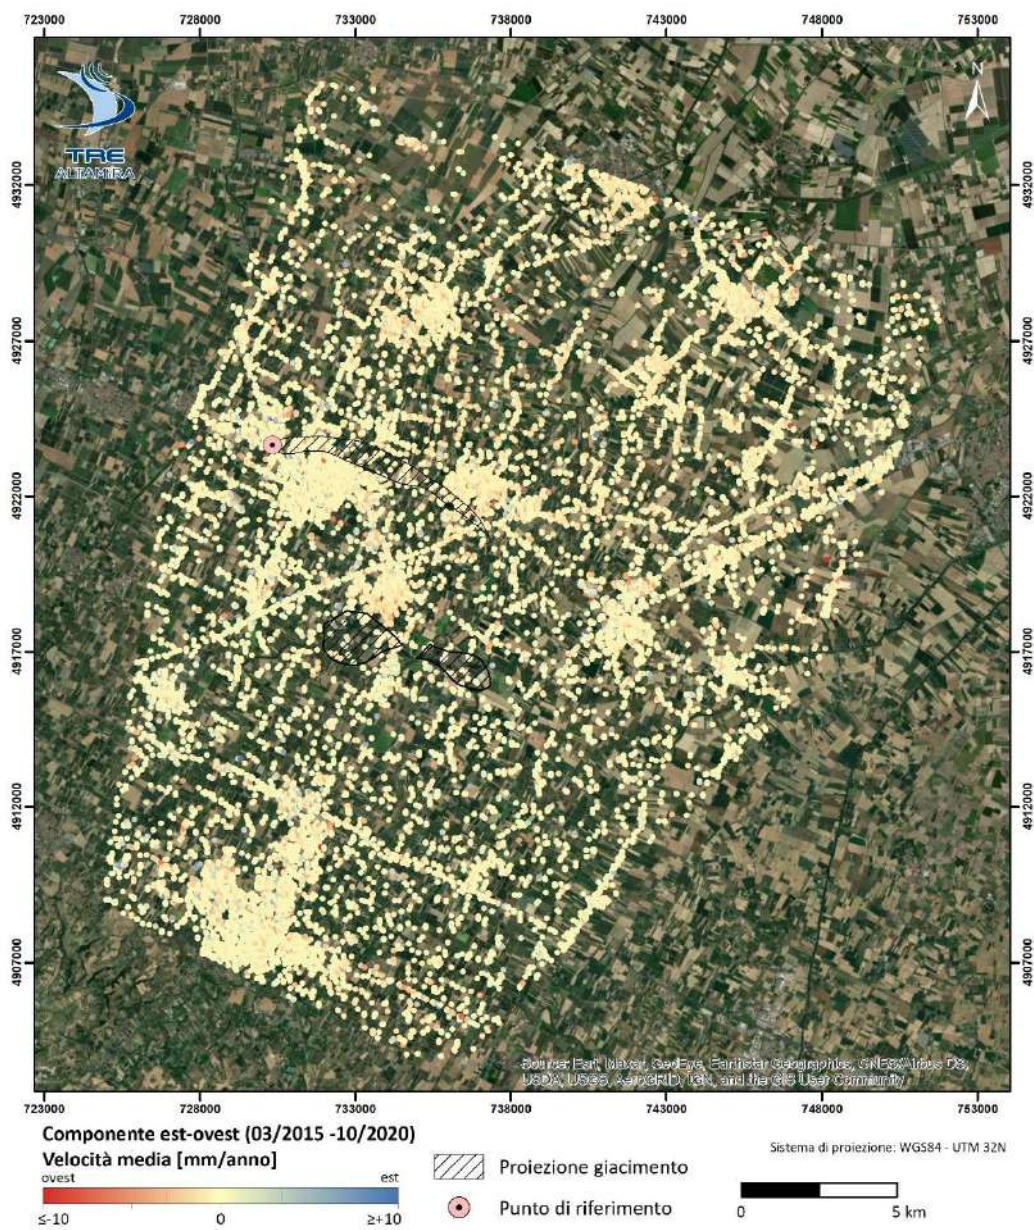 723000 728000 733000 738000 743000 748000 753000
N
TRE
ALTAMIRA
4932000 4932000
4927000 4927000
4922000 4922000
4917000 4917000
4912000 4912000
4907000 4907000
Source: Esri, Maxar, GeoEye, Earthstar Geographics, CNES/Airbus DS,
USDA, USGS, AeroGRID, IGN, and the GIS User Community
723000 728000 733000 738000 743000 748000 753000
Componente est-ovest (03/2015 -10/2020)
Velocità media [mm/anno]
ovest est
≤-10 0 ≥+10
Proiezione giacimento
Punto di riferimento
Sistema di proiezione: WGS84 - UTM 32N
0 5 km